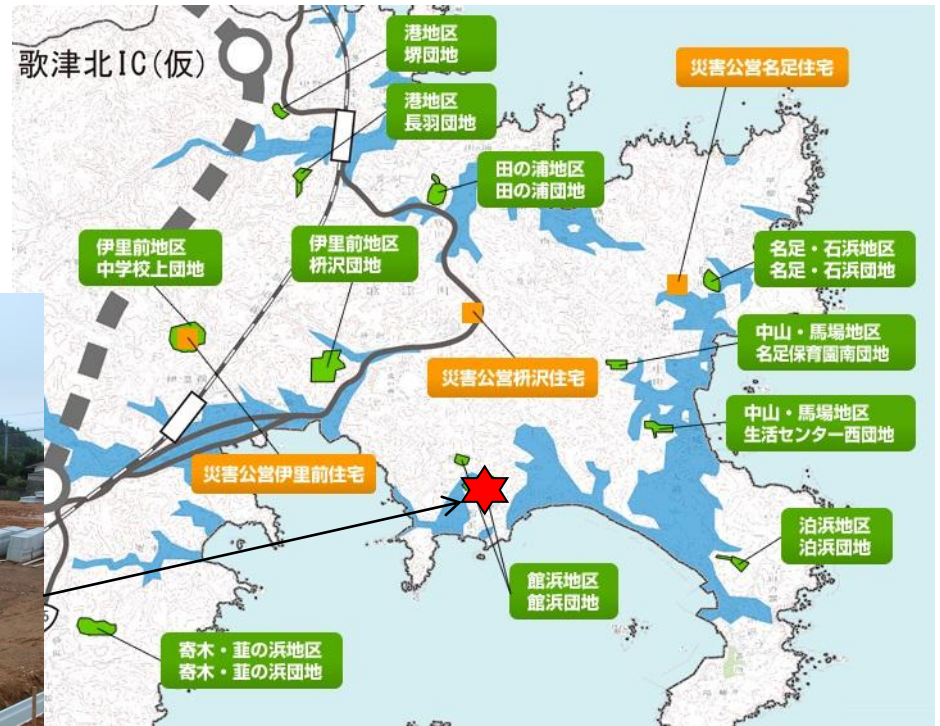 歌津北IC(仮)
港地区
堺団地
港地区
長羽団地
災害公営名足住宅
田の浦地区
田の浦団地
伊里前地区
中学校上団地
伊里前地区
枡沢団地
名足・石浜地区
名足・石浜団地
災害公営枡沢住宅
中山・馬場地区
名足保育園南団地
中山・馬場地区
生活センター西団地
災害公営伊里前住宅
泊浜地区
泊浜団地
館浜地区
館浜団地
寄木・韮の浜地区
寄木・韮の浜団地